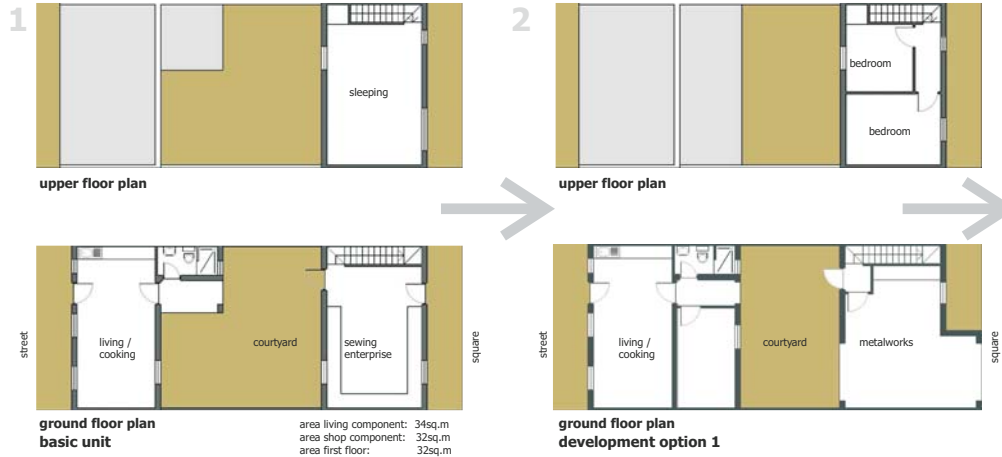 1
sleeping
upper floor plan
2
bedroom
bedroom
upper floor plan
street
living /
cooking
courtyard
sewing
enterprise
square
ground floor plan
basic unit
area living component: 34sq.m
area shop component: 32sq.m
area first floor: 32sq.m
street
living /
cooking
courtyard
metalworks
square
ground floor plan
development option 1